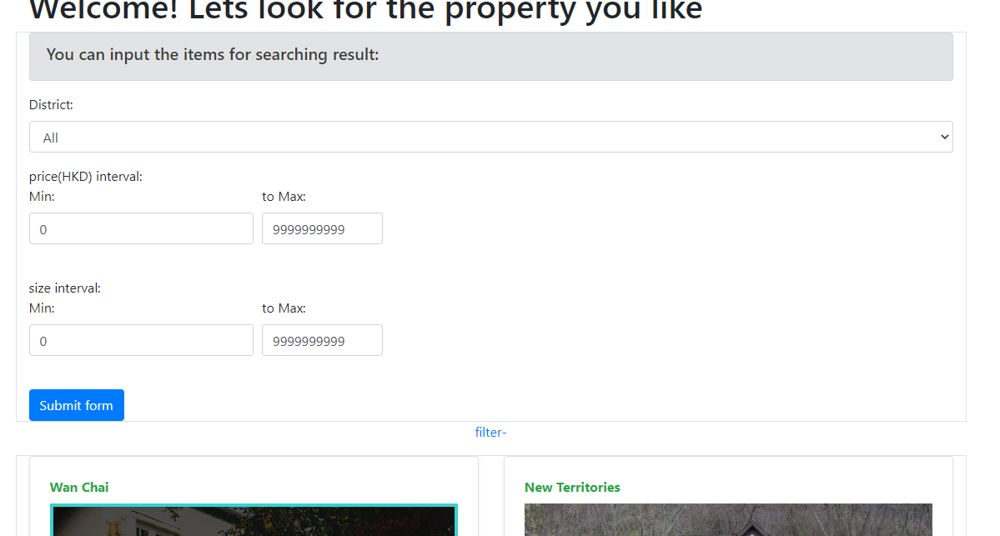 Welcome! Lets look for the property you like
You can input the items for searching result:
District:
All
price(HKD) interval:
Min: to Max:
0 9999999999
size interval:
Min: to Max:
0 9999999999
Submit form
filter-
Wan Chai New Territories